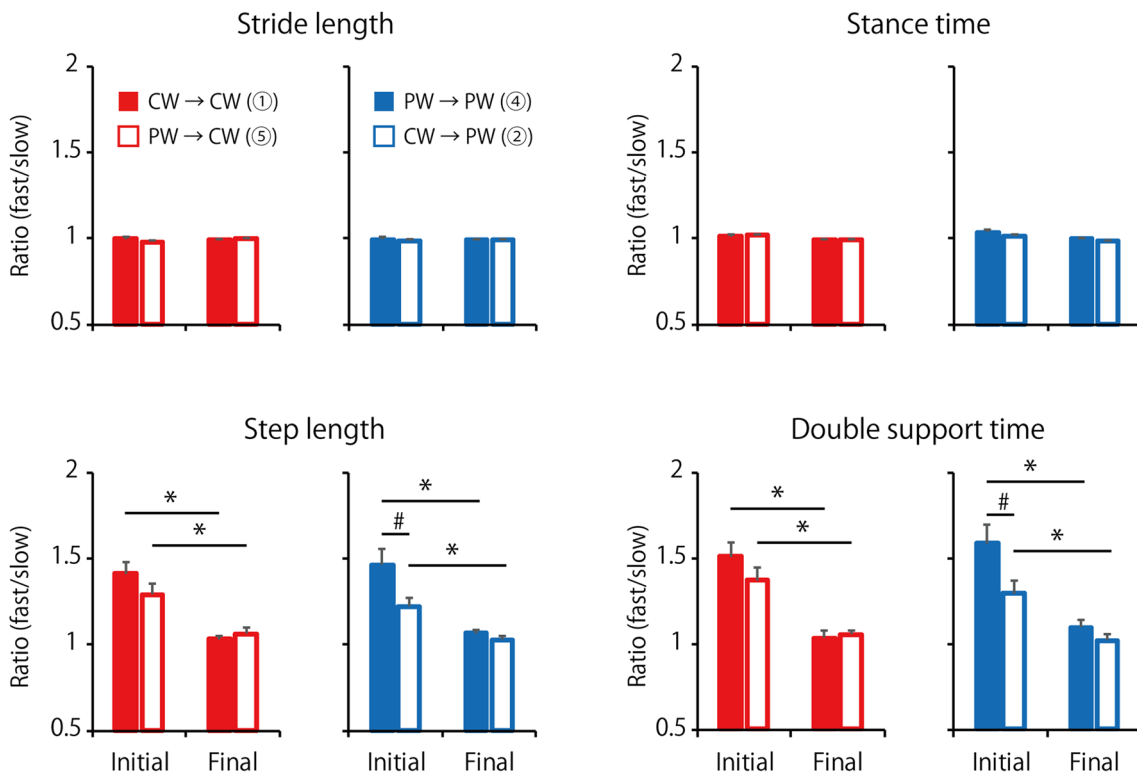 Stride length
Stance time
Ratio (fast/slow)
2
1.5
1
0.5
CW → CW (①)
PW → CW (⑤)
PW → PW (④)
CW → PW (②)
Ratio (fast/slow)
2
1.5
1
0.5
Step length
Double support time
Ratio (fast/slow)
2
1.5
1
0.5
*
*
*
#
*
Initial
Final
Initial
Final
Ratio (fast/slow)
2
1.5
1
0.5
*
*
*
#
*
Initial
Final
Initial
Final